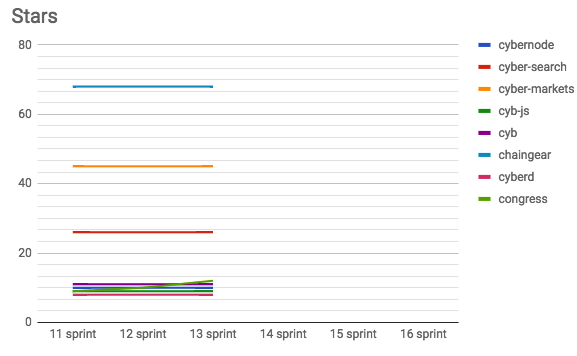 Stars
80
60
40
20
0
11 sprint 12 sprint 13 sprint 14 sprint 15 sprint 16 sprint
cybernode
cyber-search
cyber-markets
cyb-js
cyb
chaingear
cyberd
congress